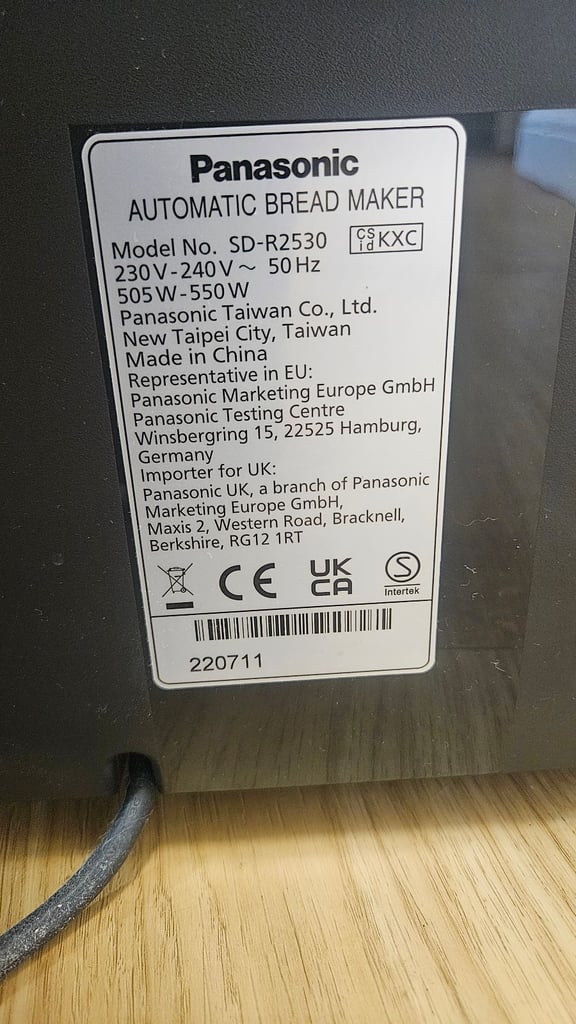 Panasonic
AUTOMATIC BREAD MAKER
Model No. SD-R2530 CS id KXC
230V-240V~ 50Hz
505W-550W
Panasonic Taiwan Co., Ltd.
New Taipei City, Taiwan
Made in China
Representative in EU:
Panasonic Marketing Europe GmbH
Panasonic Testing Centre
Winsbergring 15, 22525 Hamburg,
Germany
Importer for UK:
Panasonic UK, a branch of Panasonic
Marketing Europe GmbH,
Maxis 2, Western Road, Bracknell,
Berkshire, RG12 1RT
CE UK CA S Intertek
220711